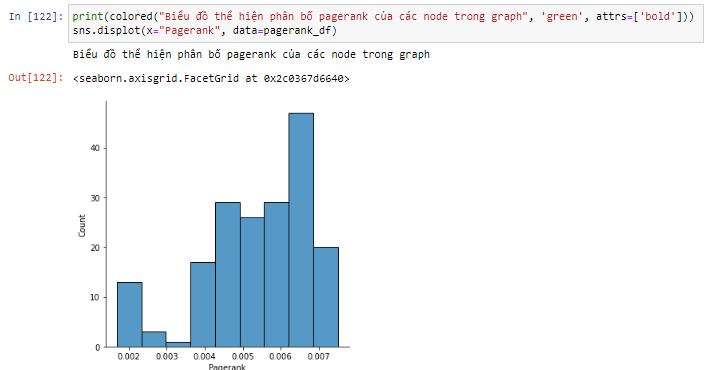 In [122]: print(colored("Biểu đồ thể hiện phân bố pagerank của các node trong graph", 'green', attrs=['bold']))
sns.displot(x="Pagerank", data=pagerank_df)
Biểu đồ thể hiện phân bố pagerank của các node trong graph
Out[122]: <seaborn.axisgrid.FacetGrid at 0x2c0367d6640>
40
30
20
10
0
Count
0.002 0.003 0.004 0.005 0.006 0.007
Pagerank